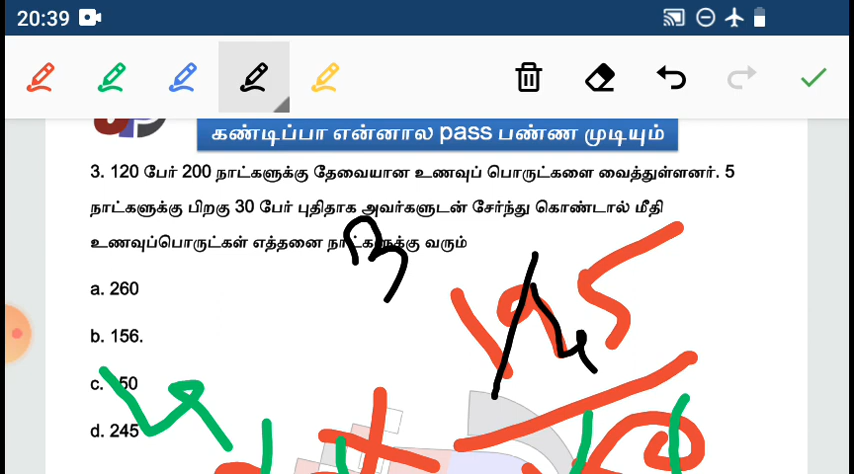 20:39
கண்டிப்பா என்னால pass பண்ண முடியும்
3. 120 பேர் 200 நாட்களுக்கு தேவையான உணவுப் பொருட்களை வைத்துள்ளனர். 5
நாட்களுக்கு பிறகு 30 பேர் புதிதாக அவர்களுடன் சேர்ந்து கொண்டால் மீதி
உணவுப்பொருட்கள் எத்தனை நாட்களுக்கு வரும்
a. 260
b. 156.
c. 50
d. 245